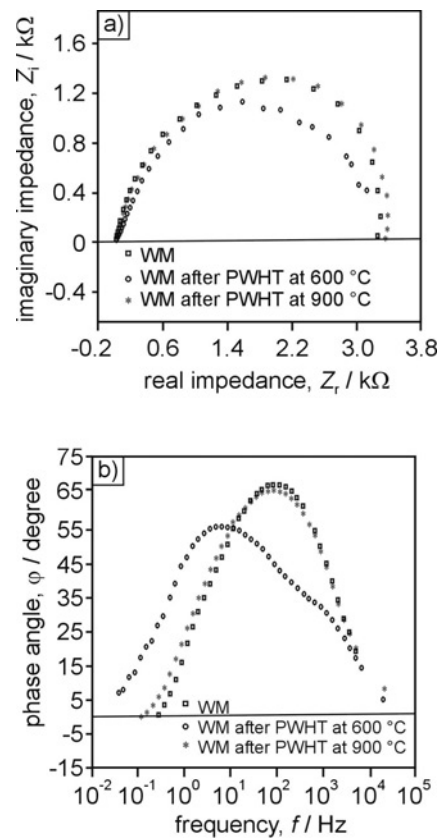 a)
1.6
1.2
0.8
0.4
0
-0.4
imaginary impedance, Zi / kΩ
WM
WM after PWHT at 600 °C
WM after PWHT at 900 °C
-0.2 0.6 1.4 2.2 3.0 3.8
real impedance, Zr / kΩ
b)
75
65
55
45
35
25
15
5
-5
-15
phase angle, φ / degree
WM
WM after PWHT at 600 °C
WM after PWHT at 900 °C
10⁻² 10⁻¹ 10⁰ 10¹ 10² 10³ 10⁴ 10⁵
frequency, f / Hz